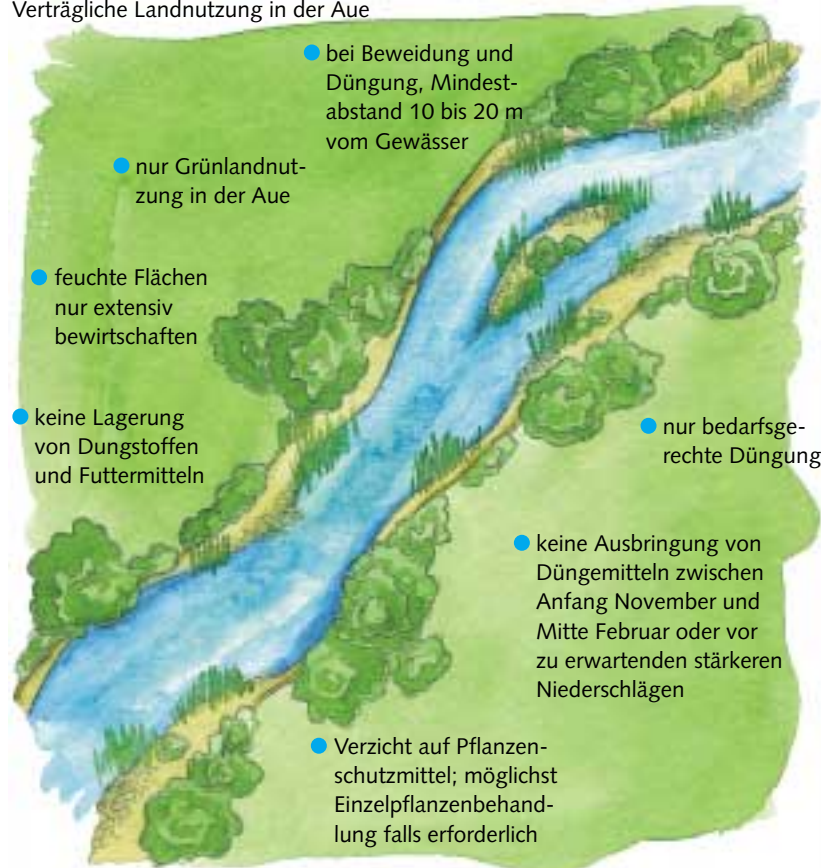 Verträgliche Landnutzung in der Aue
bei Beweidung und
Düngung, Mindest-
abstand 10 bis 20 m
vom Gewässer
nur Grünlandnut-
zung in der Aue
feuchte Flächen
nur extensiv
bewirtschaften
keine Lagerung
von Dungstoffen
und Futtermitteln
nur bedarfsge-
rechte Düngung
keine Ausbringung von
Düngemitteln zwischen
Anfang November und
Mitte Februar oder vor
zu erwartenden stärkeren
Niederschlägen
Verzicht auf Pflanzen-
schutzmittel; möglichst
Einzelpflanzenbehand-
lung falls erforderlich